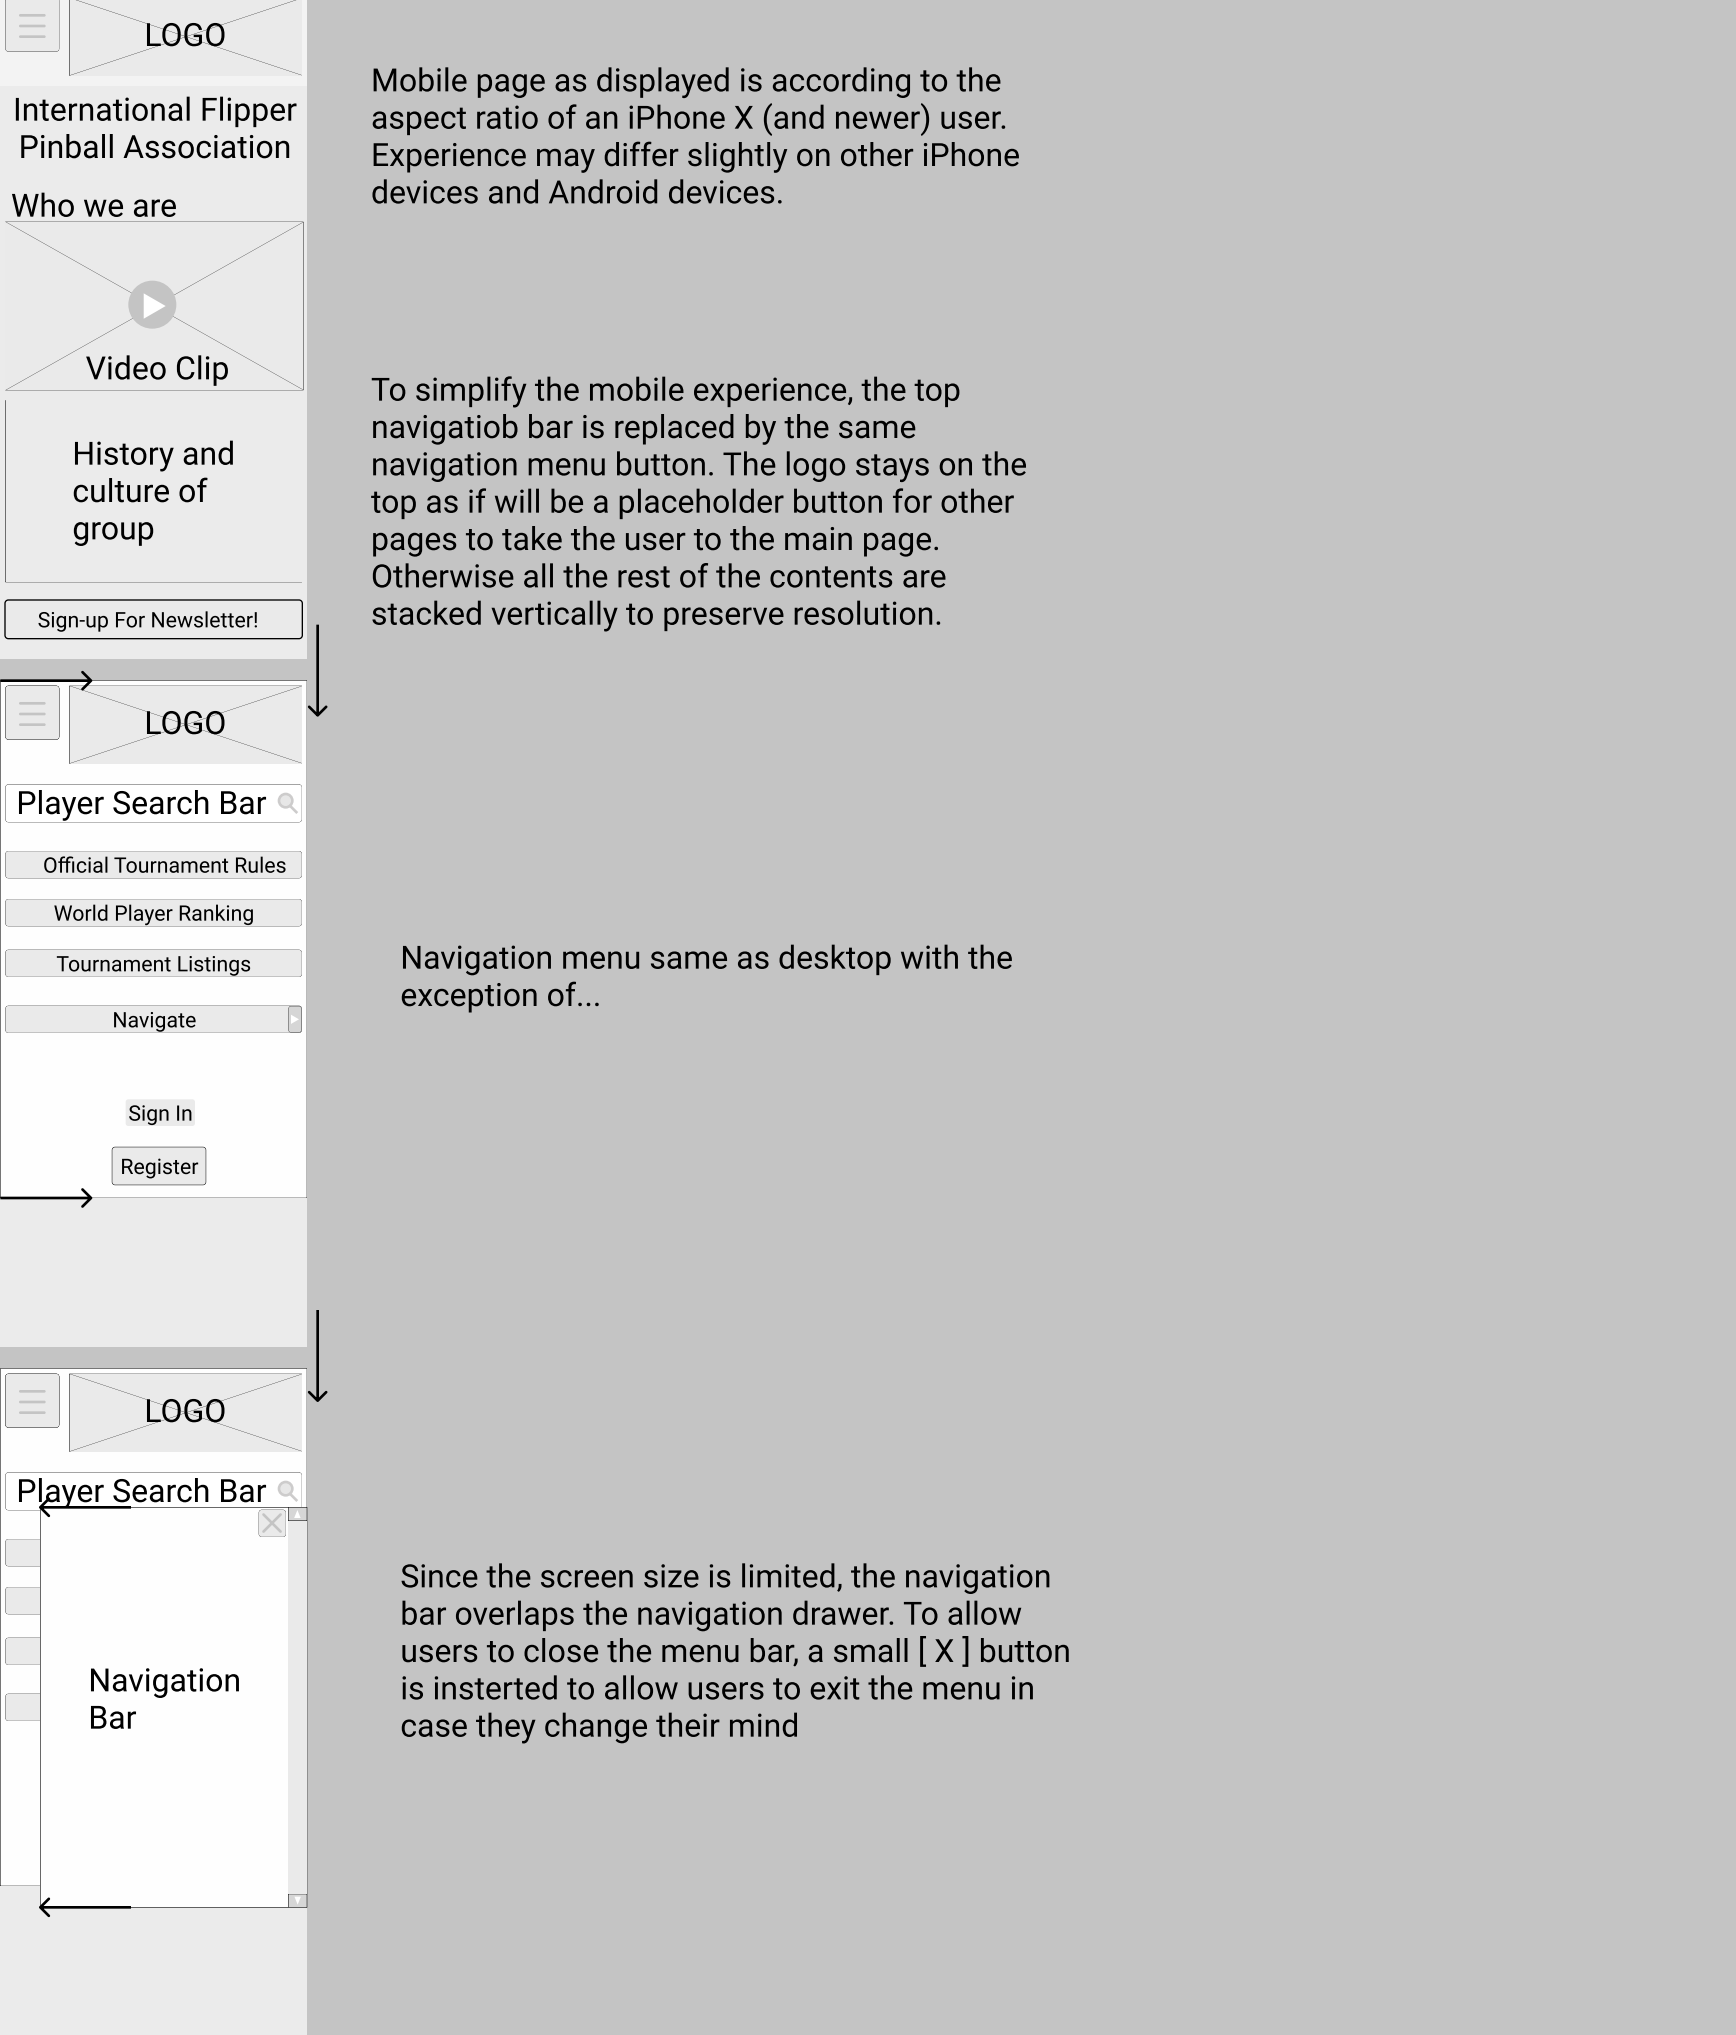 LOGO
International Flipper
Pinball Association
Who we are
Video Clip
History and
culture of
group
Sign-up For Newsletter!
Mobile page as displayed is according to the
aspect ratio of an iPhone X (and newer) user.
Experience may differ slightly on other iPhone
devices and Android devices.
To simplify the mobile experience, the top
navigatiob bar is replaced by the same
navigation menu button. The logo stays on the
top as if will be a placeholder button for other
pages to take the user to the main page.
Otherwise all the rest of the contents are
stacked vertically to preserve resolution.
LOGO
Player Search Bar
Official Tournament Rules
World Player Ranking
Tournament Listings
Navigate
Sign In
Register
Navigation menu same as desktop with the
exception of...
LOGO
Player Search Bar
Navigation
Bar
Since the screen size is limited, the navigation
bar overlaps the navigation drawer. To allow
users to close the menu bar, a small [ X ] button
is insterted to allow users to exit the menu in
case they change their mind